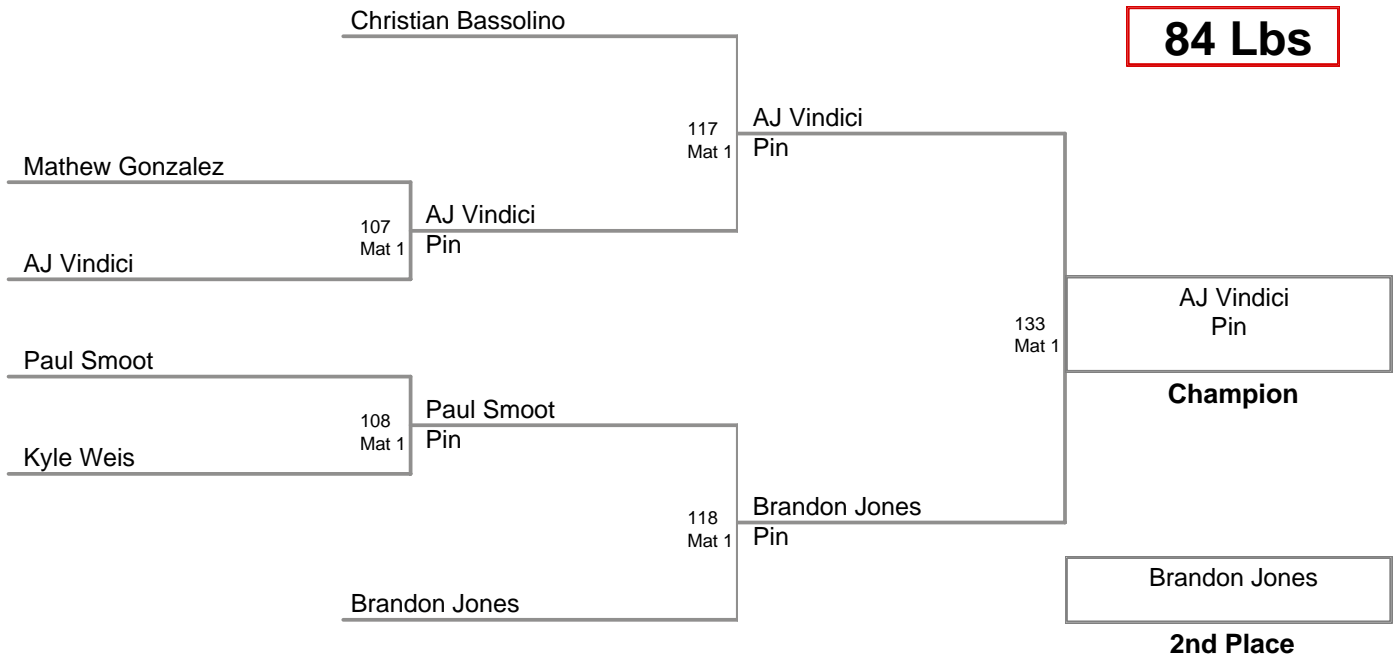 Christian Bassolino
84 Lbs
117
Mat 1
AJ Vindici
Pin
Mathew Gonzalez
107
Mat 1
AJ Vindici
Pin
AJ Vindici
133
Mat 1
AJ Vindici
Pin
Champion
Paul Smoot
108
Mat 1
Paul Smoot
Pin
Kyle Weis
118
Mat 1
Brandon Jones
Pin
Brandon Jones
Brandon Jones
2nd Place